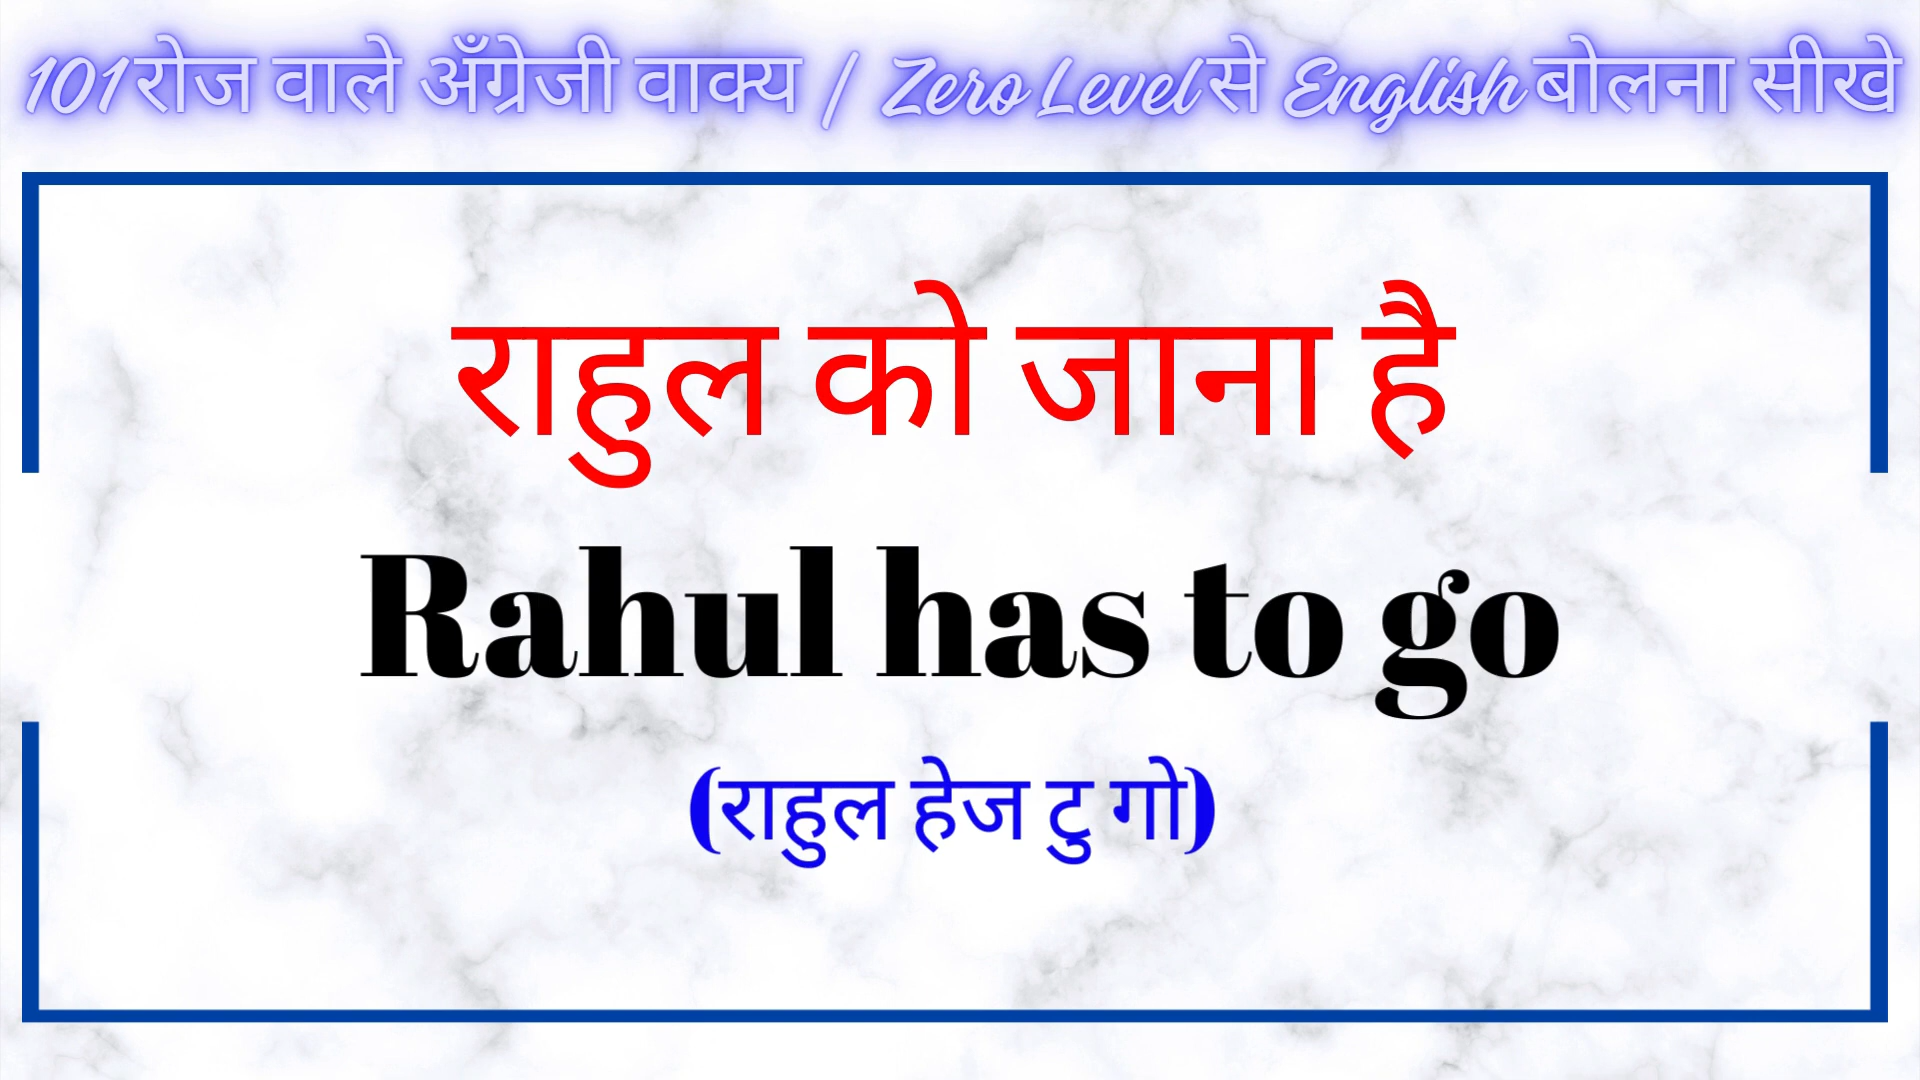 101 रोज वाले अँग्रेजी वाक्य / Zero Level से English बोलना सीखे
राहुल को जाना है
Rahul has to go
(राहुल हेज टु गो)